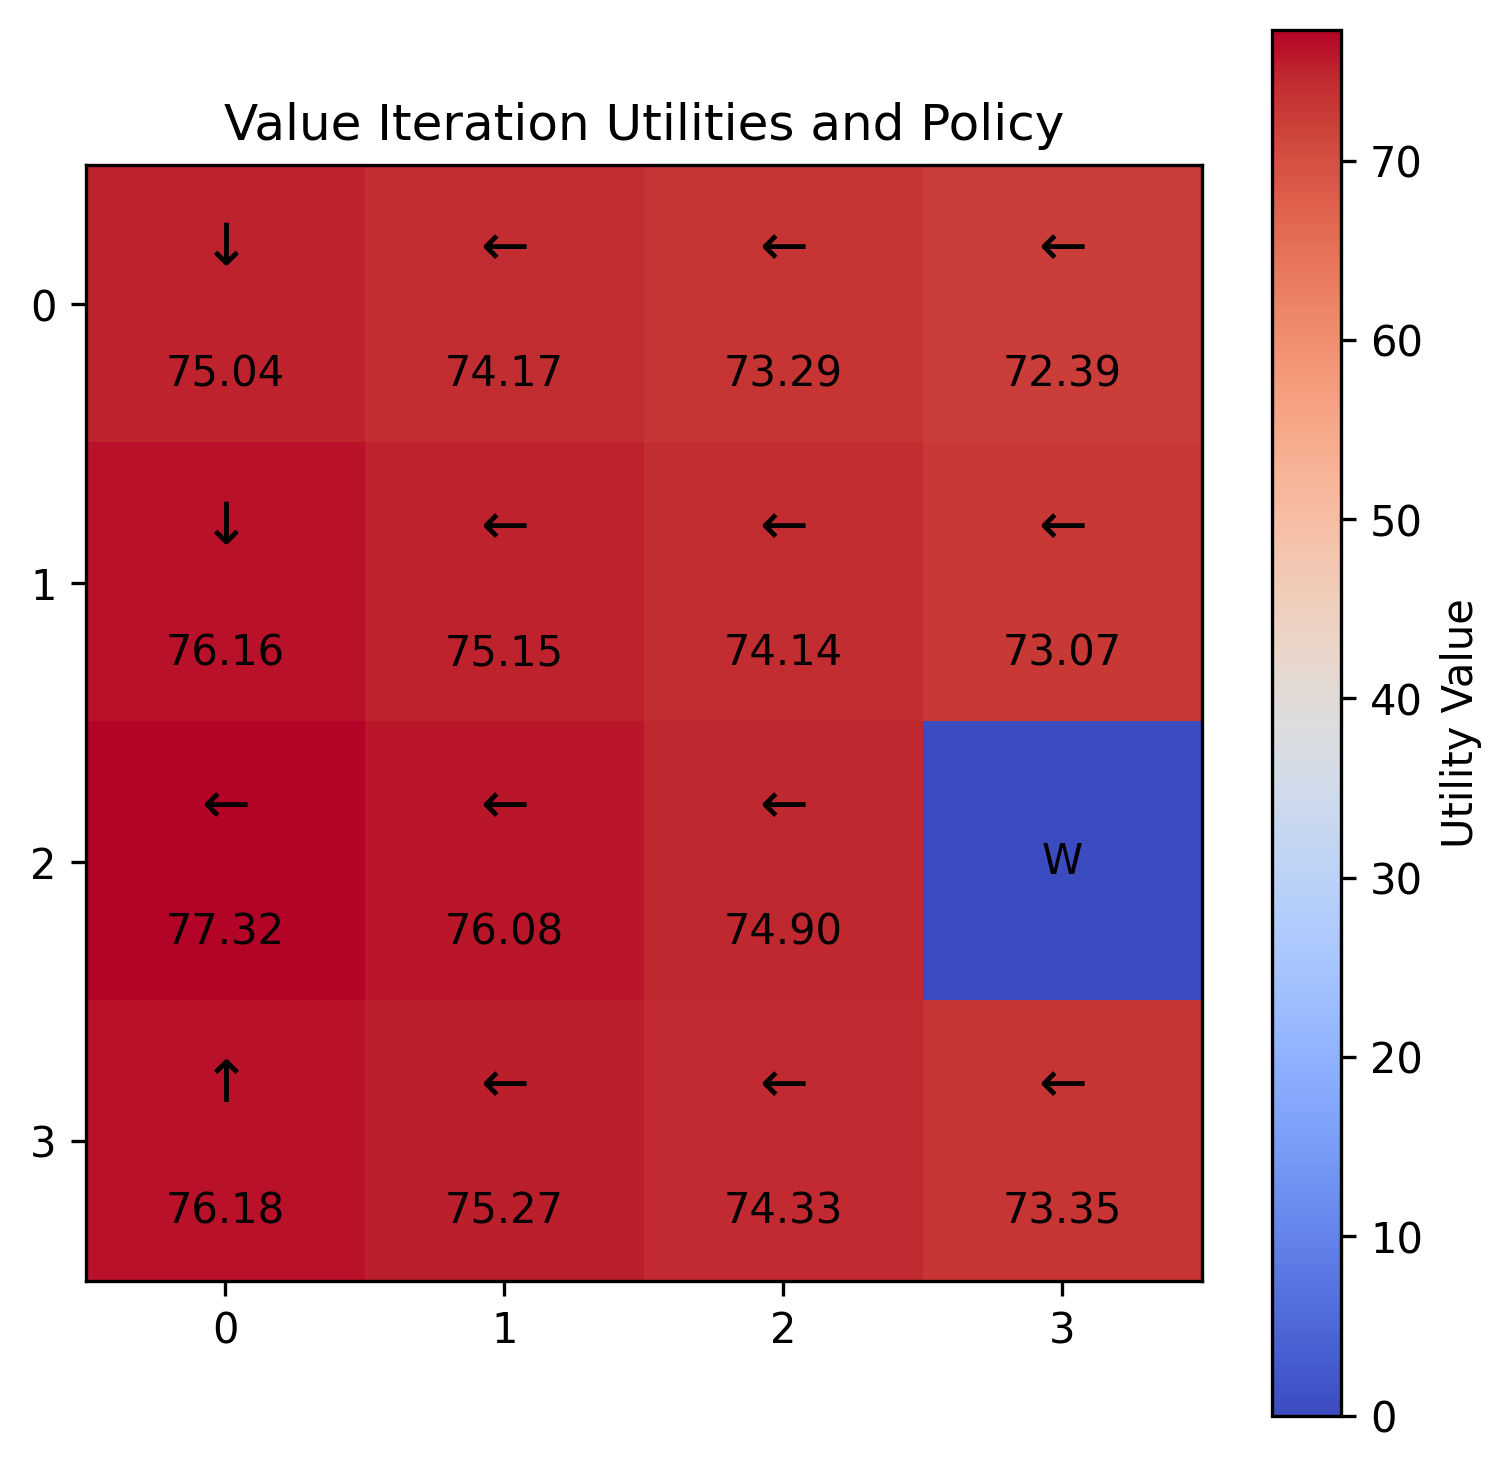 Value Iteration Utilities and Policy
↓ ← ← ←
0
75.04 74.17 73.29 72.39
↓ ← ← ←
1
76.16 75.15 74.14 73.07
← ← ←
2 W
77.32 76.08 74.90
↑ ← ← ←
3
76.18 75.27 74.33 73.35
0 1 2 3
70
60
50
40
30
20
10
0
Utility Value